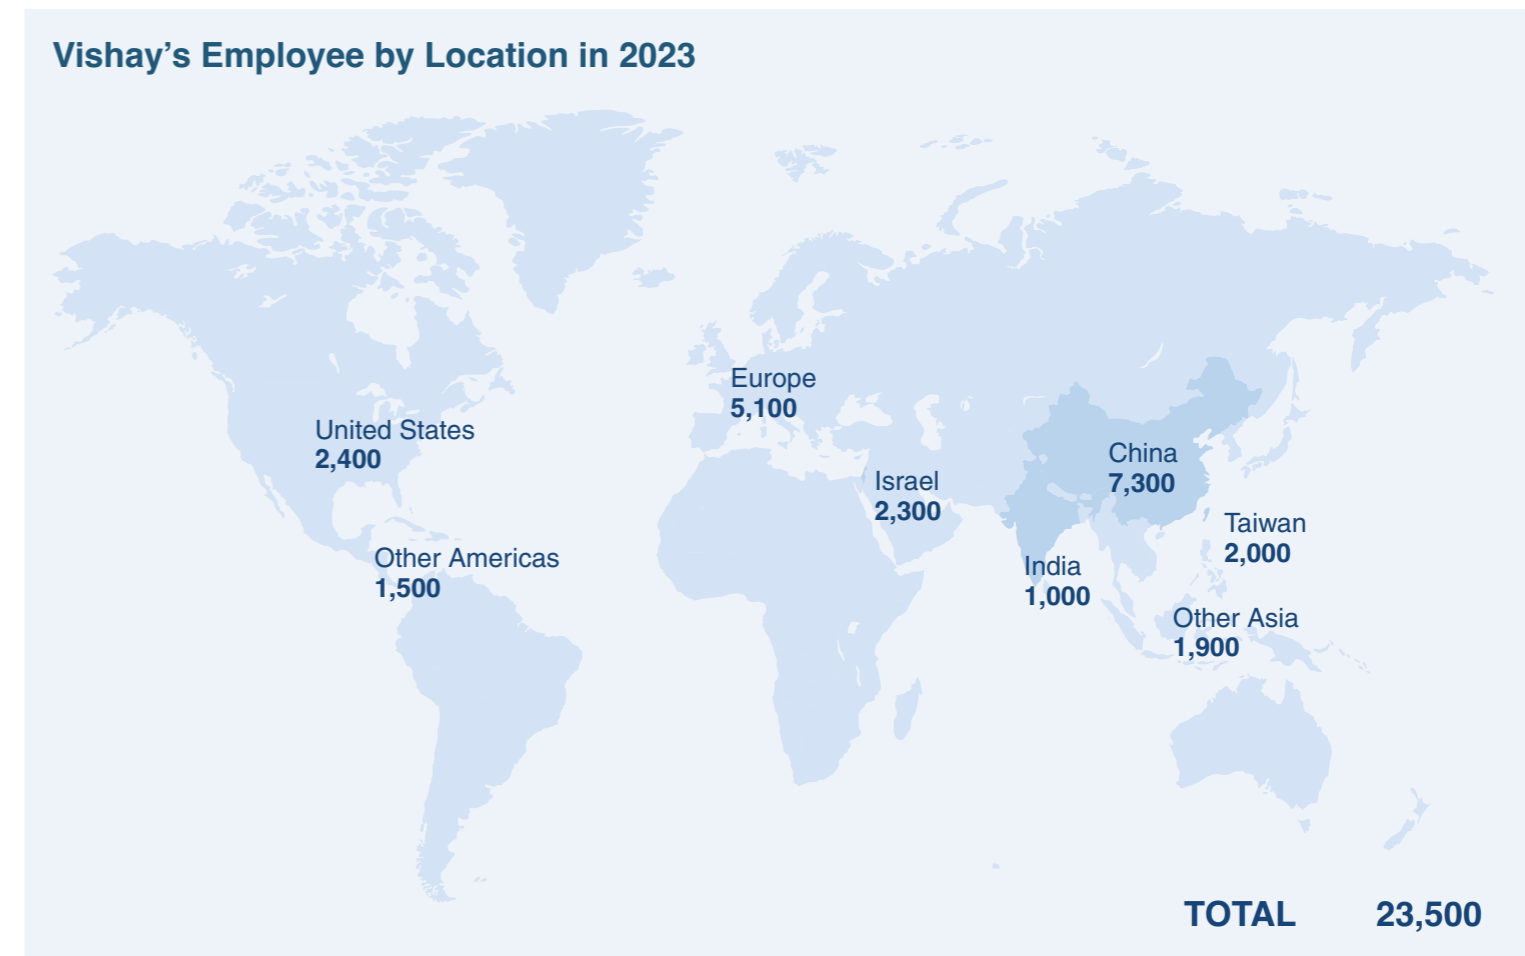 Vishay’s Employee by Location in 2023
Europe
5,100
United States
2,400
China
7,300
Israel
2,300
Taiwan
2,000
Other Americas
1,500
India
1,000
Other Asia
1,900
TOTAL 23,500